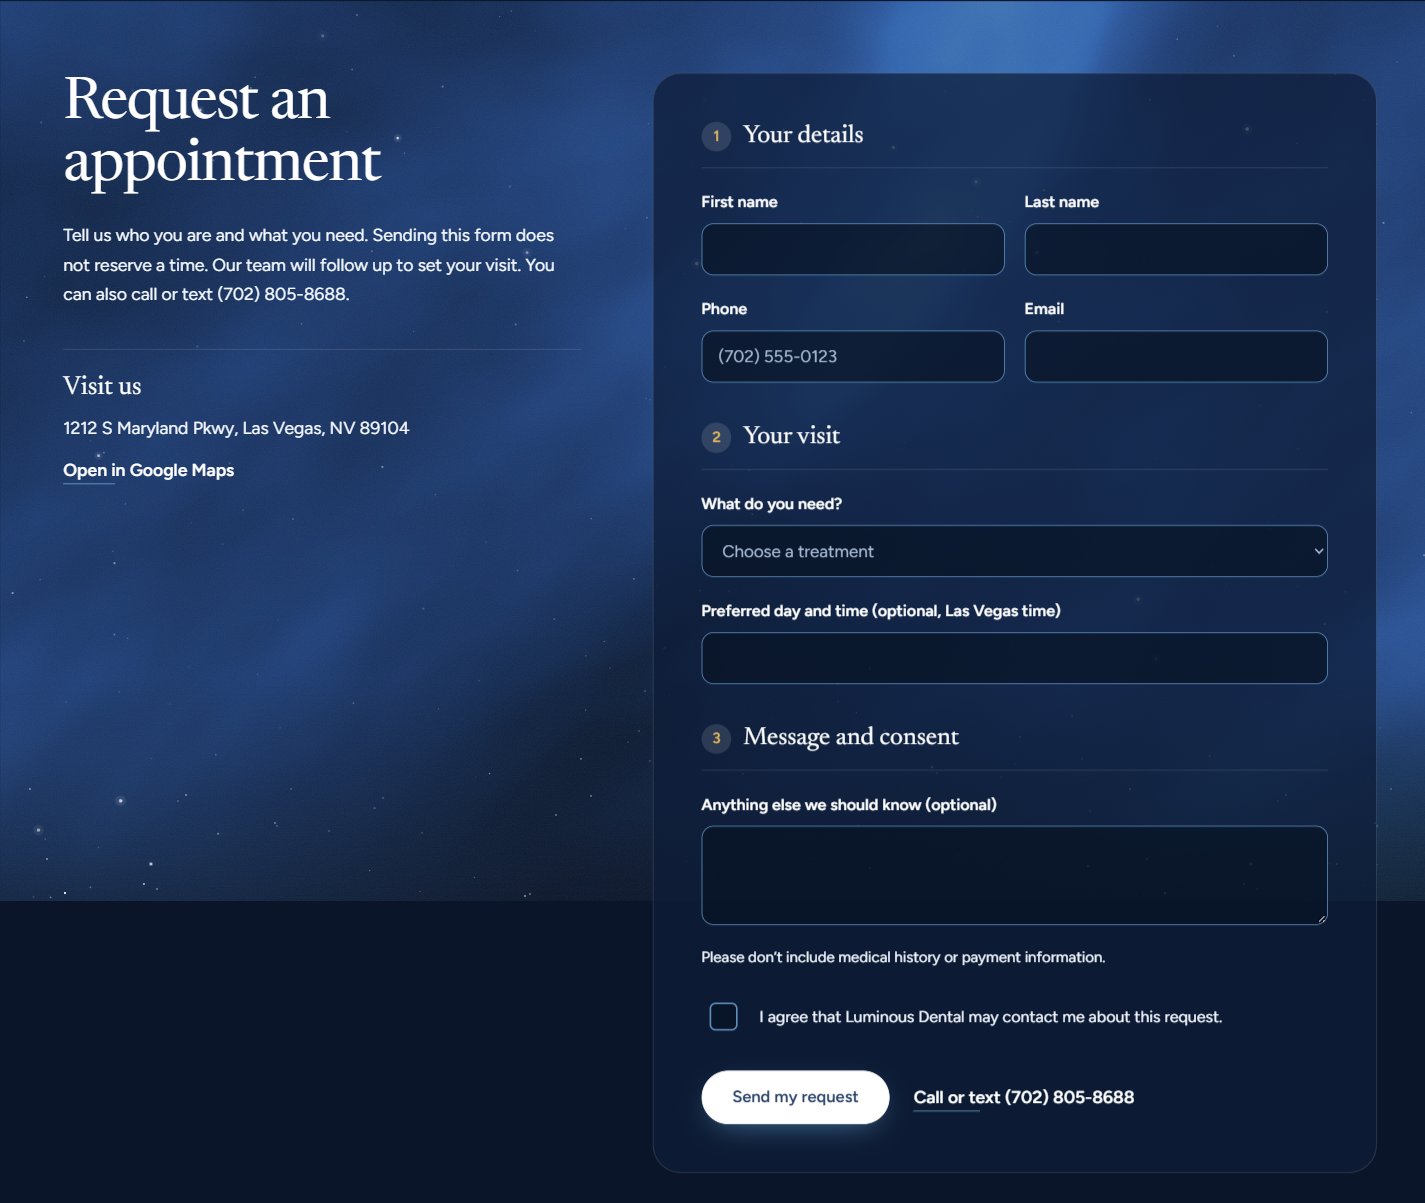 Request an
appointment
Tell us who you are and what you need. Sending this form does
not reserve a time. Our team will follow up to set your visit. You
can also call or text (702) 805-8688.
Visit us
1212 S Maryland Pkwy, Las Vegas, NV 89104
Open in Google Maps
1 Your details
First name
Last name
Phone
Email
(702) 555-0123
2 Your visit
What do you need?
Choose a treatment
Preferred day and time (optional, Las Vegas time)
3 Message and consent
Anything else we should know (optional)
Please don’t include medical history or payment information.
I agree that Luminous Dental may contact me about this request.
Send my request
Call or text (702) 805-8688